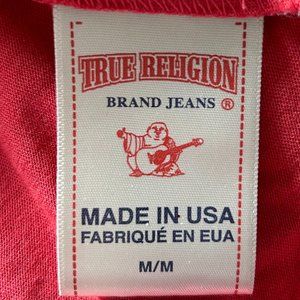 TRUE RELIGION
BRAND JEANS ®
MADE IN USA
FABRIQUÉ EN EUA
M/M